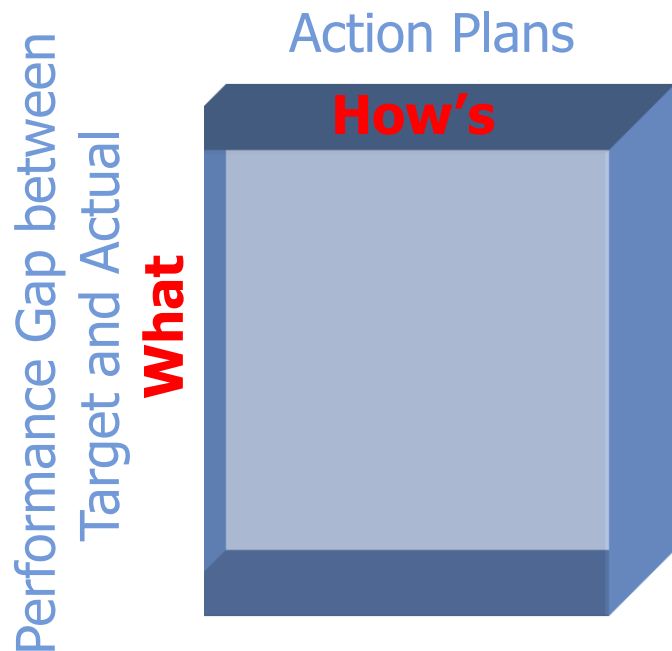 Action Plans
How’s
Performance Gap between
Target and Actual
What